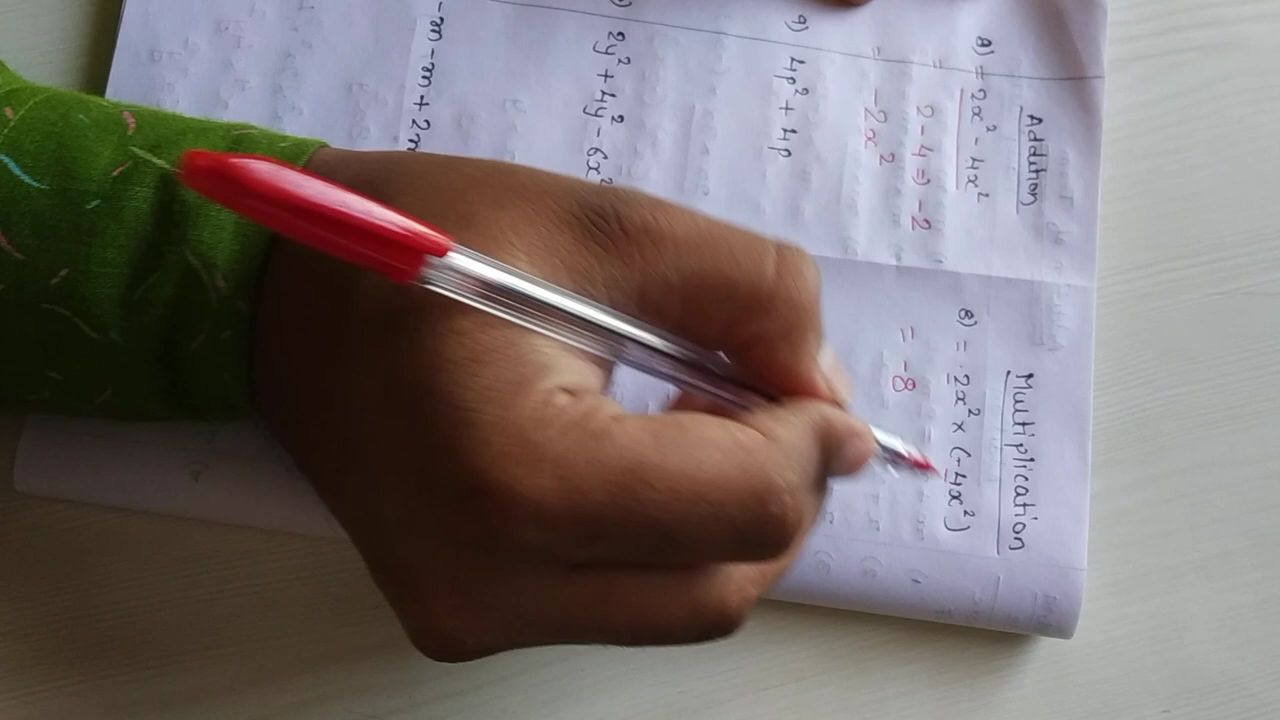 Addition
8) = 2x² - 4x²
= 2 - 4 => -2
= -2x²
9) 4p² + 4p
2y² + 4y² - 6x²
-m - m + 2m
Multiplication
8) = 2x² × (-4x²)
= -8